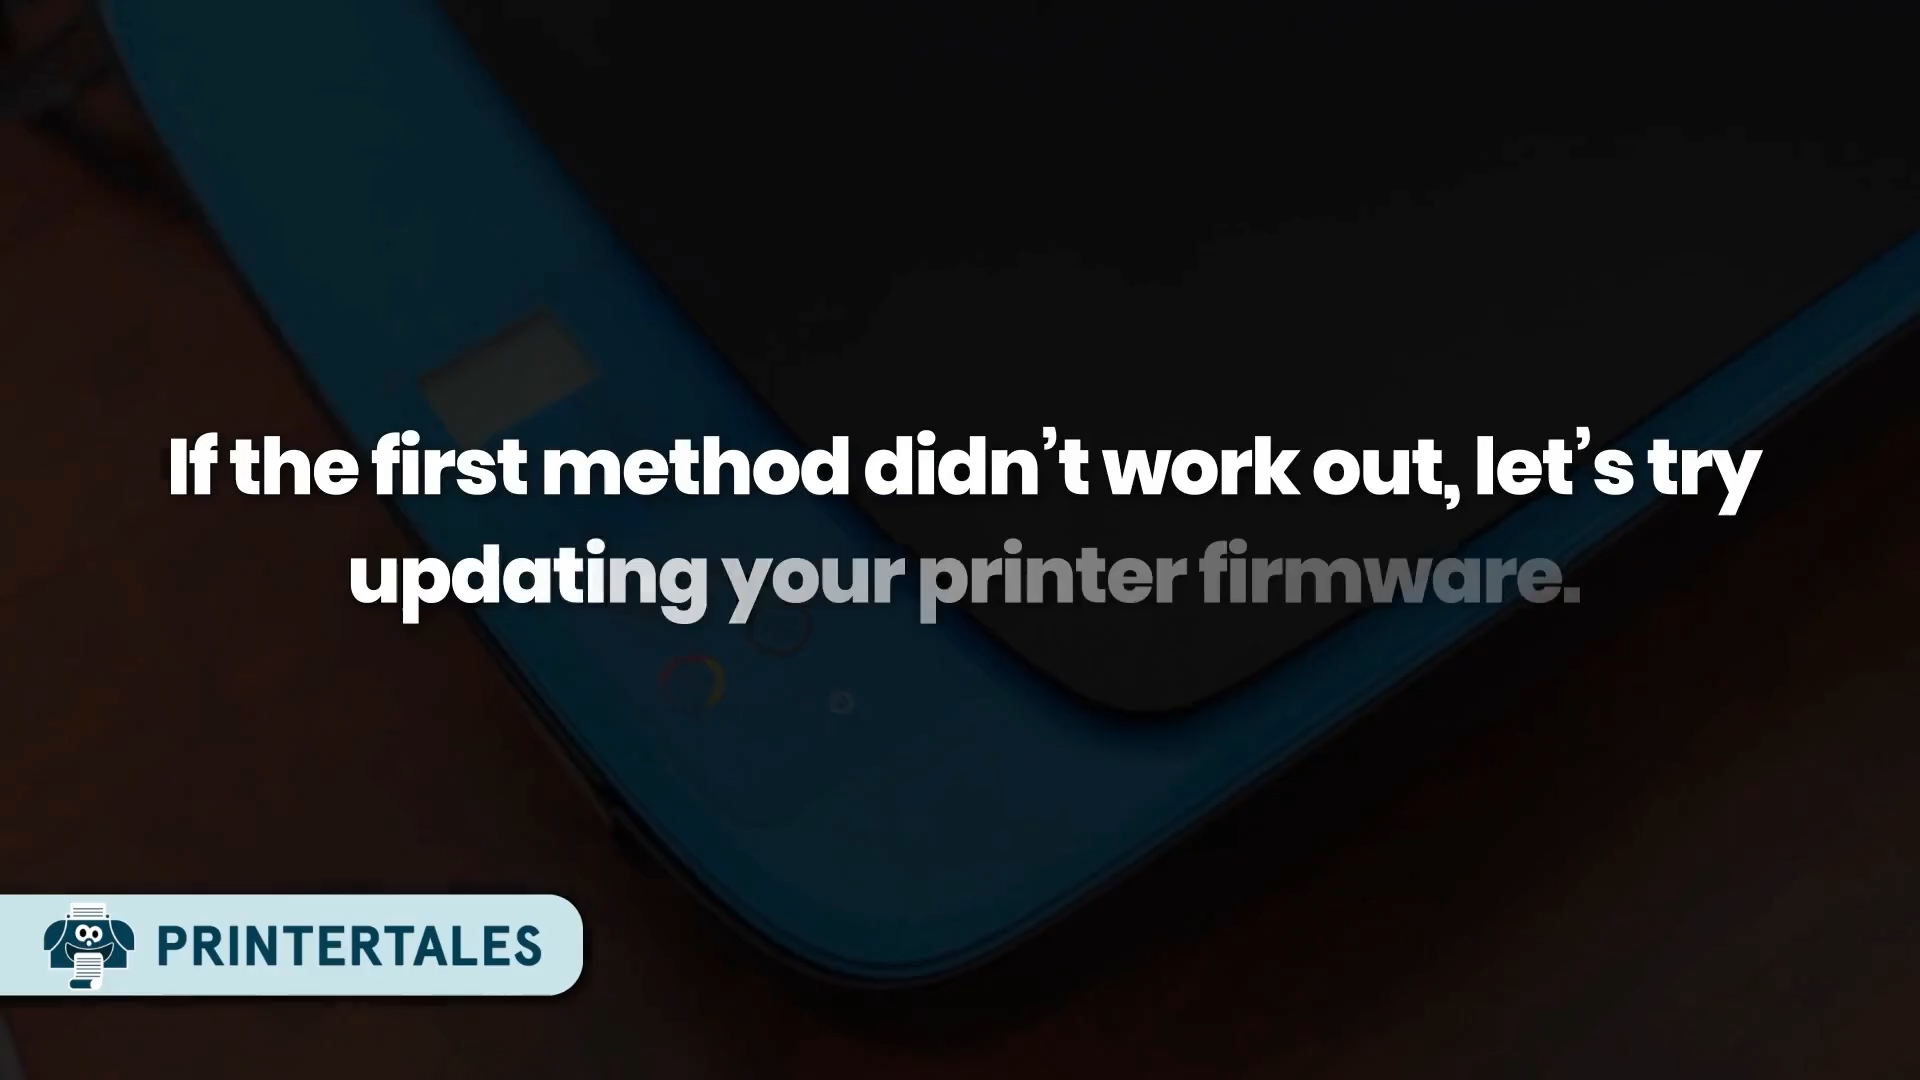 If the first method didn’t work out, let’s try
updating your printer firmware.
PRINTERTALES